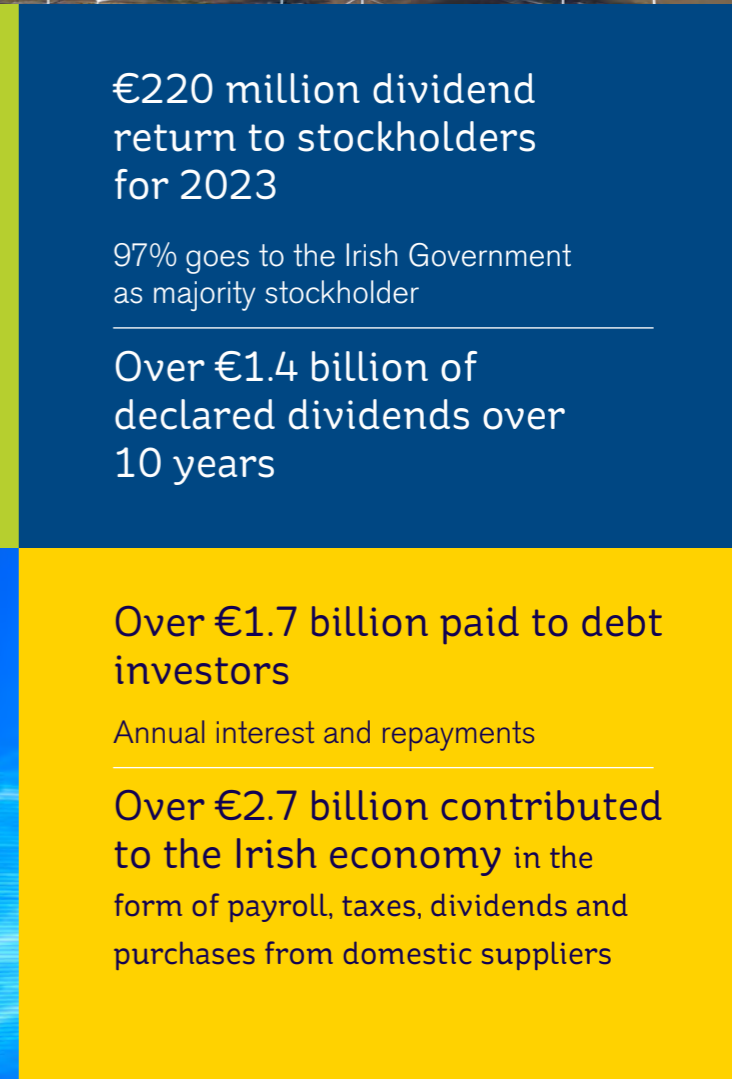 €220 million dividend
return to stockholders
for 2023
97% goes to the Irish Government
as majority stockholder
Over €1.4 billion of
declared dividends over
10 years
Over €1.7 billion paid to debt
investors
Annual interest and repayments
Over €2.7 billion contributed
to the Irish economy in the
form of payroll, taxes, dividends and
purchases from domestic suppliers